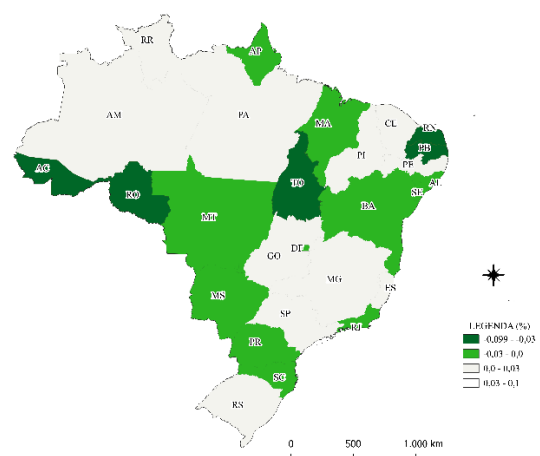 RR
AP
AM
PA
MA
CL
RN
PB
PI
PE
AC
TO
AL
RO
SE
BA
MT
DF
GO
MG
ES
MS
SP
RJ
PR
SC
RS
LEGENDA (%)
-0,099 - -0,03
-0,03 - 0,0
0,0 - 0,03
0,03 - 0,1
0 500 1.000 km